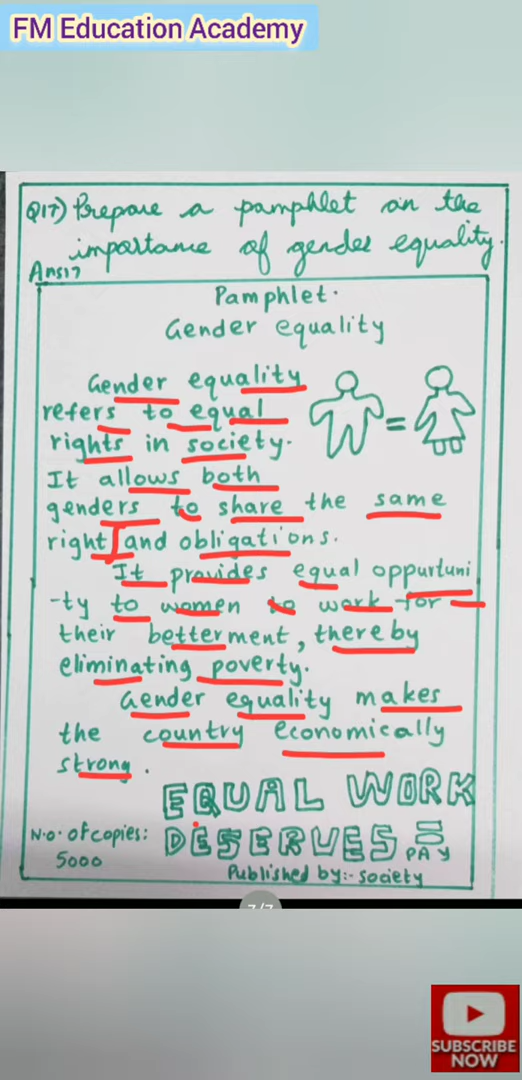 FM Education Academy
Q17) Prepare a pamphlet on the
importance of gender equality.
Ans17
Pamphlet.
Gender equality
Gender equality
refers to equal
rights in society.
It allows both
genders to share the same
right and obligations.
It provides equal oppurtuni
-ty to women to work for
their betterment, thereby
eliminating poverty.
Gender equality makes
the country economically
strong.
=
EQUAL WORK
DESERVES =
PAY
N.O. of copies:
5000
Published by:- society
7/7
SUBSCRIBE
NOW